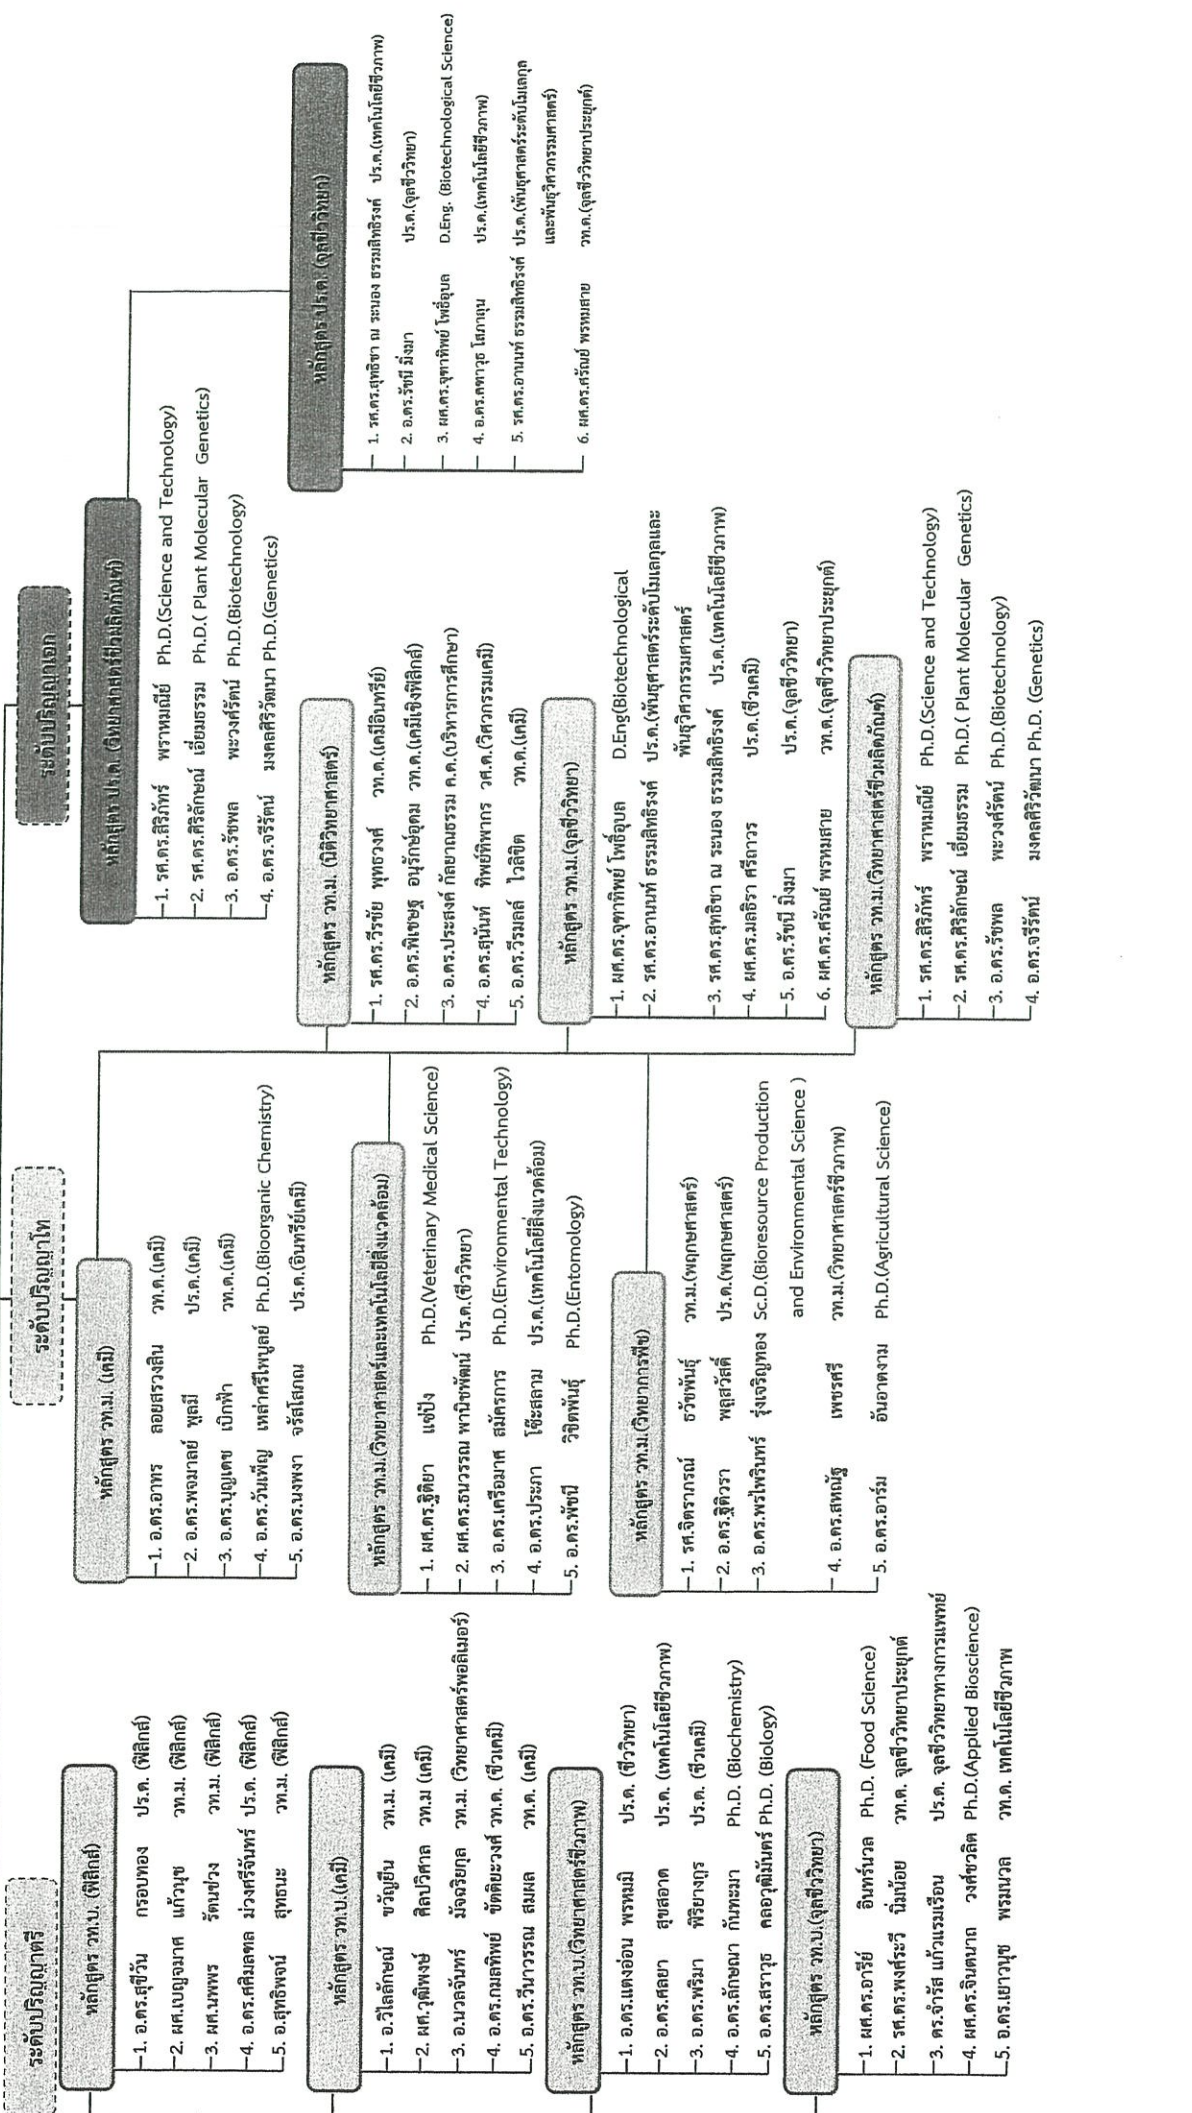 ระดับปริญญาตรี
หลักสูตร วท.บ. (ฟิสิกส์)
1. อ.ดร.สุชีวัน กรอบทอง ปร.ด. (ฟิสิกส์)
2. ผศ.เบญจมาศ แก้วนุช วท.ม. (ฟิสิกส์)
3. ผศ.นพพร รัตนช่วง วท.ม. (ฟิสิกส์)
4. อ.ดร.ศศิมลฑล ม่วงศรีจันทร์ ปร.ด. (ฟิสิกส์)
5. อ.สุทธิพจน์ สุทธนะ วท.ม. (ฟิสิกส์)
หลักสูตร วท.บ.(เคมี)
1. อ.วิไลลักษณ์ ขวัญยืน วท.ม. (เคมี)
2. ผศ.วุฒิพงษ์ ศิลปวิศาล วท.ม (เคมี)
3. อ.นวลจันทร์ มัจฉริยกุล วท.ม. (วิทยาศาสตร์พอลิเมอร์)
4. อ.ดร.กมลทิพย์ ขัตติยะวงศ์ วท.ด. (ชีวเคมี)
5. อ.ดร.วีนาวรรณ สมผล วท.ด. (เคมี)
หลักสูตร วท.บ.(วิทยาศาสตร์ชีวภาพ)
1. อ.ดร.แตงอ่อน พรหมมิ ปร.ด. (ชีววิทยา)
2. อ.ดร.ศลยา สุขสอาด ปร.ด. (เทคโนโลยีชีวภาพ)
3. อ.ดร.พริมา พิริยางกูร ปร.ด. (ชีวเคมี)
4. อ.ดร.ลักษณา กันทะมา Ph.D. (Biochemistry)
5. อ.ดร.สราวุธ คลอวุฒิมันตร์ Ph.D. (Biology)
หลักสูตร วท.บ.(จุลชีววิทยา)
1. ผศ.ดร.อารีย์ อินทร์นวล Ph.D. (Food Science)
2. รศ.ดร.พงศ์ระวี นิ่มน้อย วท.ด. จุลชีววิทยาประยุกต์
3. ดร.จำรัส แก้วแรมเรือน ปร.ด. จุลชีววิทยาทางการแพทย์
4. ผศ.ดร.จินตนาถ วงศ์ชวลิต Ph.D.(Applied Bioscience)
5. อ.ดร.เยาวนุช พรมนวล วท.ด. เทคโนโลยีชีวภาพ
ระดับปริญญาโท
หลักสูตร วท.ม. (เคมี)
1. อ.ดร.อาทร ลอยสรวงสิน วท.ด.(เคมี)
2. อ.ดร.พจมาลย์ พูลมี ปร.ด.(เคมี)
3. อ.ดร.บุญเดช เบิกฟ้า วท.ด.(เคมี)
4. อ.ดร.วันเพ็ญ เหล่าศรีไพบูลย์ Ph.D.(Bioorganic Chemistry)
5. อ.ดร.นงพงา จรัสโสภณ ปร.ด.(อินทรีย์เคมี)
หลักสูตร วท.ม.(วิทยาศาสตร์และเทคโนโลยีสิ่งแวดล้อม)
1. ผศ.ดร.ฐิติยา แซ่ปัง Ph.D.(Veterinary Medical Science)
2. ผศ.ดร.ธนวรรณ พานิชพัฒน์ ปร.ด.(ชีววิทยา)
3. อ.ดร.เครือมาศ สมัครการ Ph.D.(Environmental Technology)
4. อ.ดร.ประภา โซ๊ะสลาม ปร.ด.(เทคโนโลยีสิ่งแวดล้อม)
5. อ.ดร.พัชนี วิชิตพันธุ์ Ph.D.(Entomology)
หลักสูตร วท.ม.(วิทยาการพืช)
1. รศ.จิตราภรณ์ ธวัชพันธุ์ วท.ม.(พฤกษศาสตร์)
2. อ.ดร.ฐิติวรา พลูสวัสดิ์ ปร.ด.(พฤกษศาสตร์)
3. อ.ดร.พรไพรินทร์ รุ่งเจริญทอง Sc.D.(Bioresource Production
and Environmental Science )
4. อ.ดร.สหณัฐ เพชรศรี วท.ม.(วิทยาศาสตร์ชีวภาพ)
5. อ.ดร.อาร์ม อันอาตงาม Ph.D.(Agricultural Science)
หลักสูตร วท.ม. (นิติวิทยาศาสตร์)
1. รศ.ดร.วีรชัย พุทธวงศ์ วท.ด.(เคมีอินทรีย์)
2. อ.ดร.พิเชษฐ อนุรักษ์อุดม วท.ด.(เคมีเชิงฟิสิกส์)
3. อ.ดร.ประสงค์ กัลยาณธรรม ค.ด.(บริหารการศึกษา)
4. อ.ดร.สุนันท์ ทิพย์ทิพากร วศ.ด.(วิศวกรรมเคมี)
5. อ.ดร.วีรมลล์ ไวลิขิต วท.ด.(เคมี)
หลักสูตร วท.ม.(จุลชีววิทยา)
1. ผศ.ดร.จุฑาทิพย์ โพธิ์อุบล D.Eng(Biotechnological
2. รศ.ดร.อานนท์ ธรรมสิทธิรงค์ ปร.ด.(พันธุศาสตร์ระดับโมเลกุลและ
พันธุวิศวกรรมศาสตร์
3. รศ.ดร.สุทธิชา ณ ระนอง ธรรมสิทธิรงค์ ปร.ด.(เทคโนโลยีชีวภาพ)
4. ผศ.ดร.มลธิรา ศรีถาวร ปร.ด.(ชีวเคมี)
5. อ.ดร.รัชนี มิ่งมา ปร.ด.(จุลชีววิทยา)
6. ผศ.ดร.ศรัณย์ พรหมสาย วท.ด.(จุลชีววิทยาประยุกต์)
หลักสูตร วท.ม.(วิทยาศาสตร์ชีวผลิตภัณฑ์)
1. รศ.ดร.สิริภัทร์ พราหมณีย์ Ph.D.(Science and Technology)
2. รศ.ดร.ศิริลักษณ์ เอี่ยมธรรม Ph.D.( Plant Molecular Genetics)
3. อ.ดร.รัชพล พะวงศ์รัตน์ Ph.D.(Biotechnology)
4. อ.ดร.จรีรัตน์ มงคลศิริวัฒนา Ph.D. (Genetics)
ระดับปริญญาเอก
หลักสูตร ปร.ด. (วิทยาศาสตร์ชีวผลิตภัณฑ์)
1. รศ.ดร.สิริภัทร์ พราหมณีย์ Ph.D.(Science and Technology)
2. รศ.ดร.ศิริลักษณ์ เอี่ยมธรรม Ph.D.( Plant Molecular Genetics)
3. อ.ดร.รัชพล พะวงศ์รัตน์ Ph.D.(Biotechnology)
4. อ.ดร.จรีรัตน์ มงคลศิริวัฒนา Ph.D.(Genetics)
หลักสูตร ปร.ด. (จุลชีววิทยา)
1. รศ.ดร.สุทธิชา ณ ระนอง ธรรมสิทธิรงค์ ปร.ด.(เทคโนโลยีชีวภาพ)
2. อ.ดร.รัชนี มิ่งมา ปร.ด.(จุลชีววิทยา)
3. ผศ.ดร.จุฑาทิพย์ โพธิ์อุบล D.Eng. (Biotechnological Science)
4. อ.ดร.คฑาวุธ โสภาลุน ปร.ด.(เทคโนโลยีชีวภาพ)
5. รศ.ดร.อานนท์ ธรรมสิทธิรงค์ ปร.ด.(พันธุศาสตร์ระดับโมเลกุล
และพันธุวิศวกรรมศาสตร์)
6. ผศ.ดร.ศรัณย์ พรหมสาย วท.ด.(จุลชีววิทยาประยุกต์)